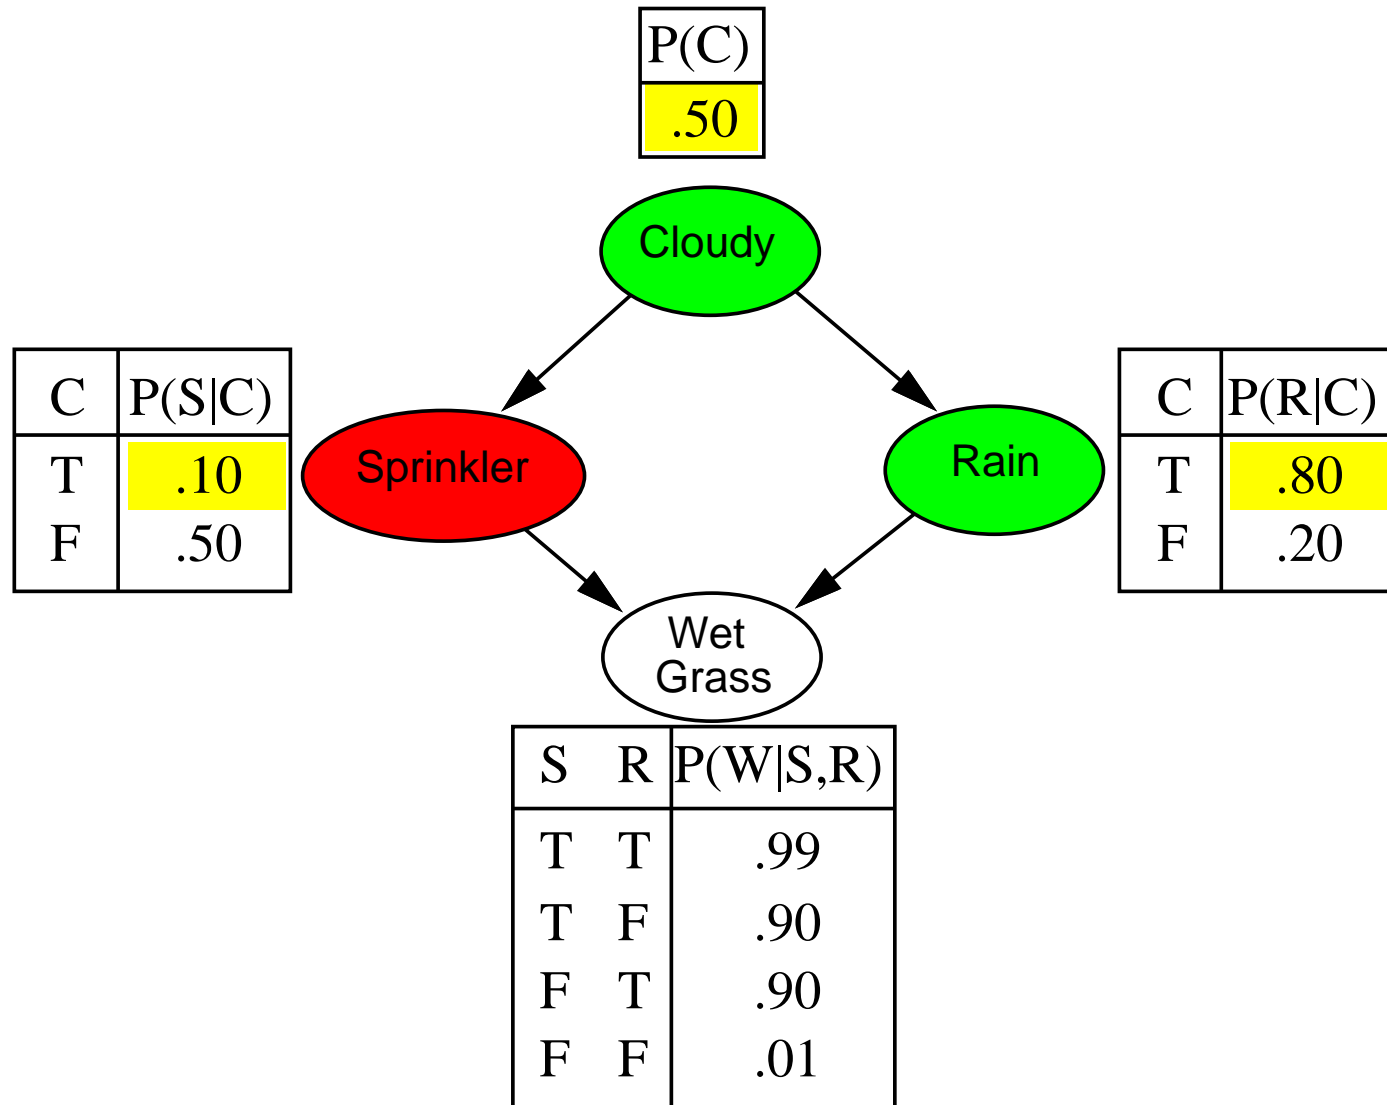 P(C)
.50
Cloudy
C P(S|C)
T .10
F .50
Sprinkler
Rain
C P(R|C)
T .80
F .20
Wet
Grass
S R P(W|S,R)
T T .99
T F .90
F T .90
F F .01